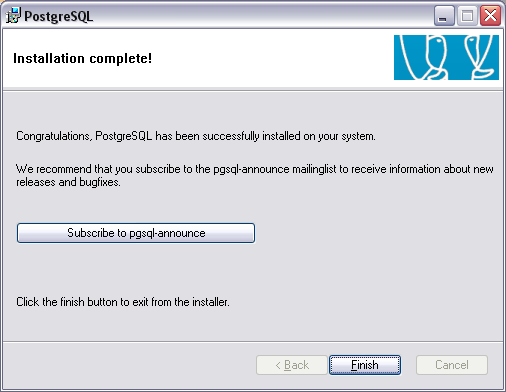 PostgreSQL
Installation complete!
Congratulations, PostgreSQL has been successfully installed on your system.
We recommend that you subscribe to the pgsql-announce mailinglist to receive information about new
releases and bugfixes.
Subscribe to pgsql-announce
Click the finish button to exit from the installer.
< Back
Finish
Cancel